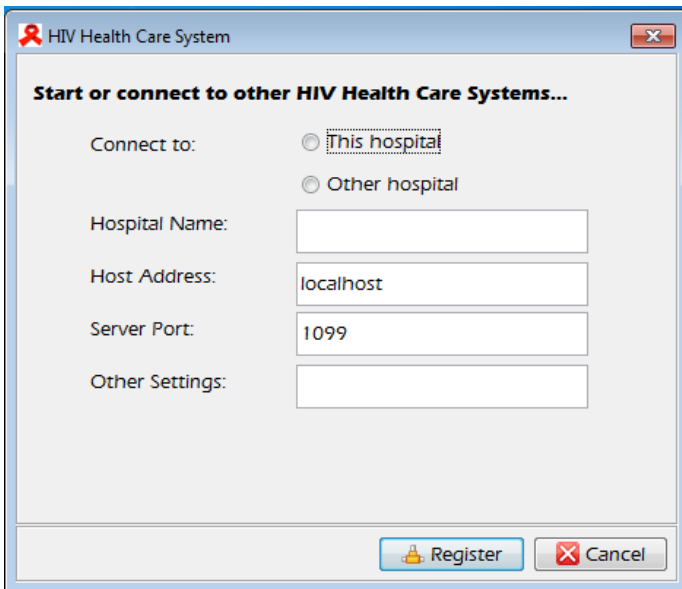 HIV Health Care System
Start or connect to other HIV Health Care Systems...
Connect to: This hospital
Other hospital
Hospital Name:
Host Address: localhost
Server Port: 1099
Other Settings:
Register Cancel